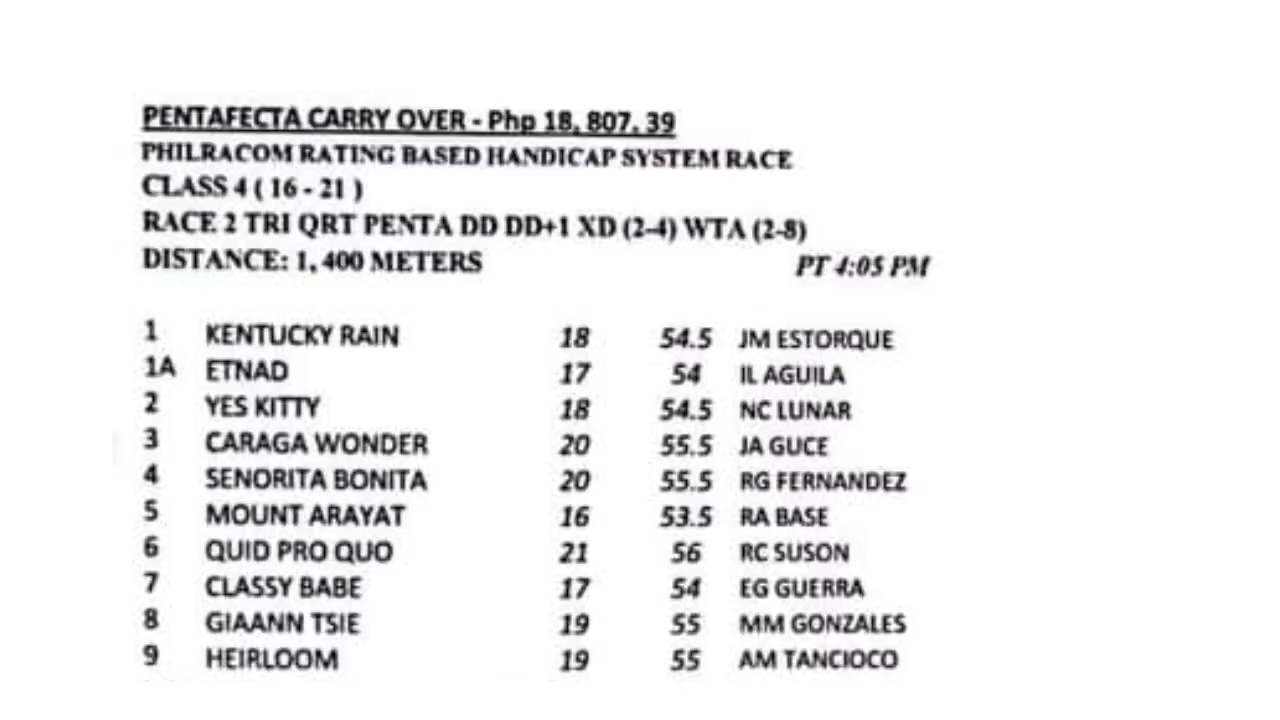 PENTAFECTA CARRY OVER - Php 18, 807. 39
PHILRACOM RATING BASED HANDICAP SYSTEM RACE
CLASS 4 ( 16 - 21 )
RACE 2 TRI QRT PENTA DD DD+1 XD (2-4) WTA (2-8)
DISTANCE: 1, 400 METERS PT 4:05 PM
1 KENTUCKY RAIN 18 54.5 JM ESTORQUE
1A ETNAD 17 54 IL AGUILA
2 YES KITTY 18 54.5 NC LUNAR
3 CARAGA WONDER 20 55.5 JA GUCE
4 SENORITA BONITA 20 55.5 RG FERNANDEZ
5 MOUNT ARAYAT 16 53.5 RA BASE
6 QUID PRO QUO 21 56 RC SUSON
7 CLASSY BABE 17 54 EG GUERRA
8 GIAANN TSIE 19 55 MM GONZALES
9 HEIRLOOM 19 55 AM TANCIOCO